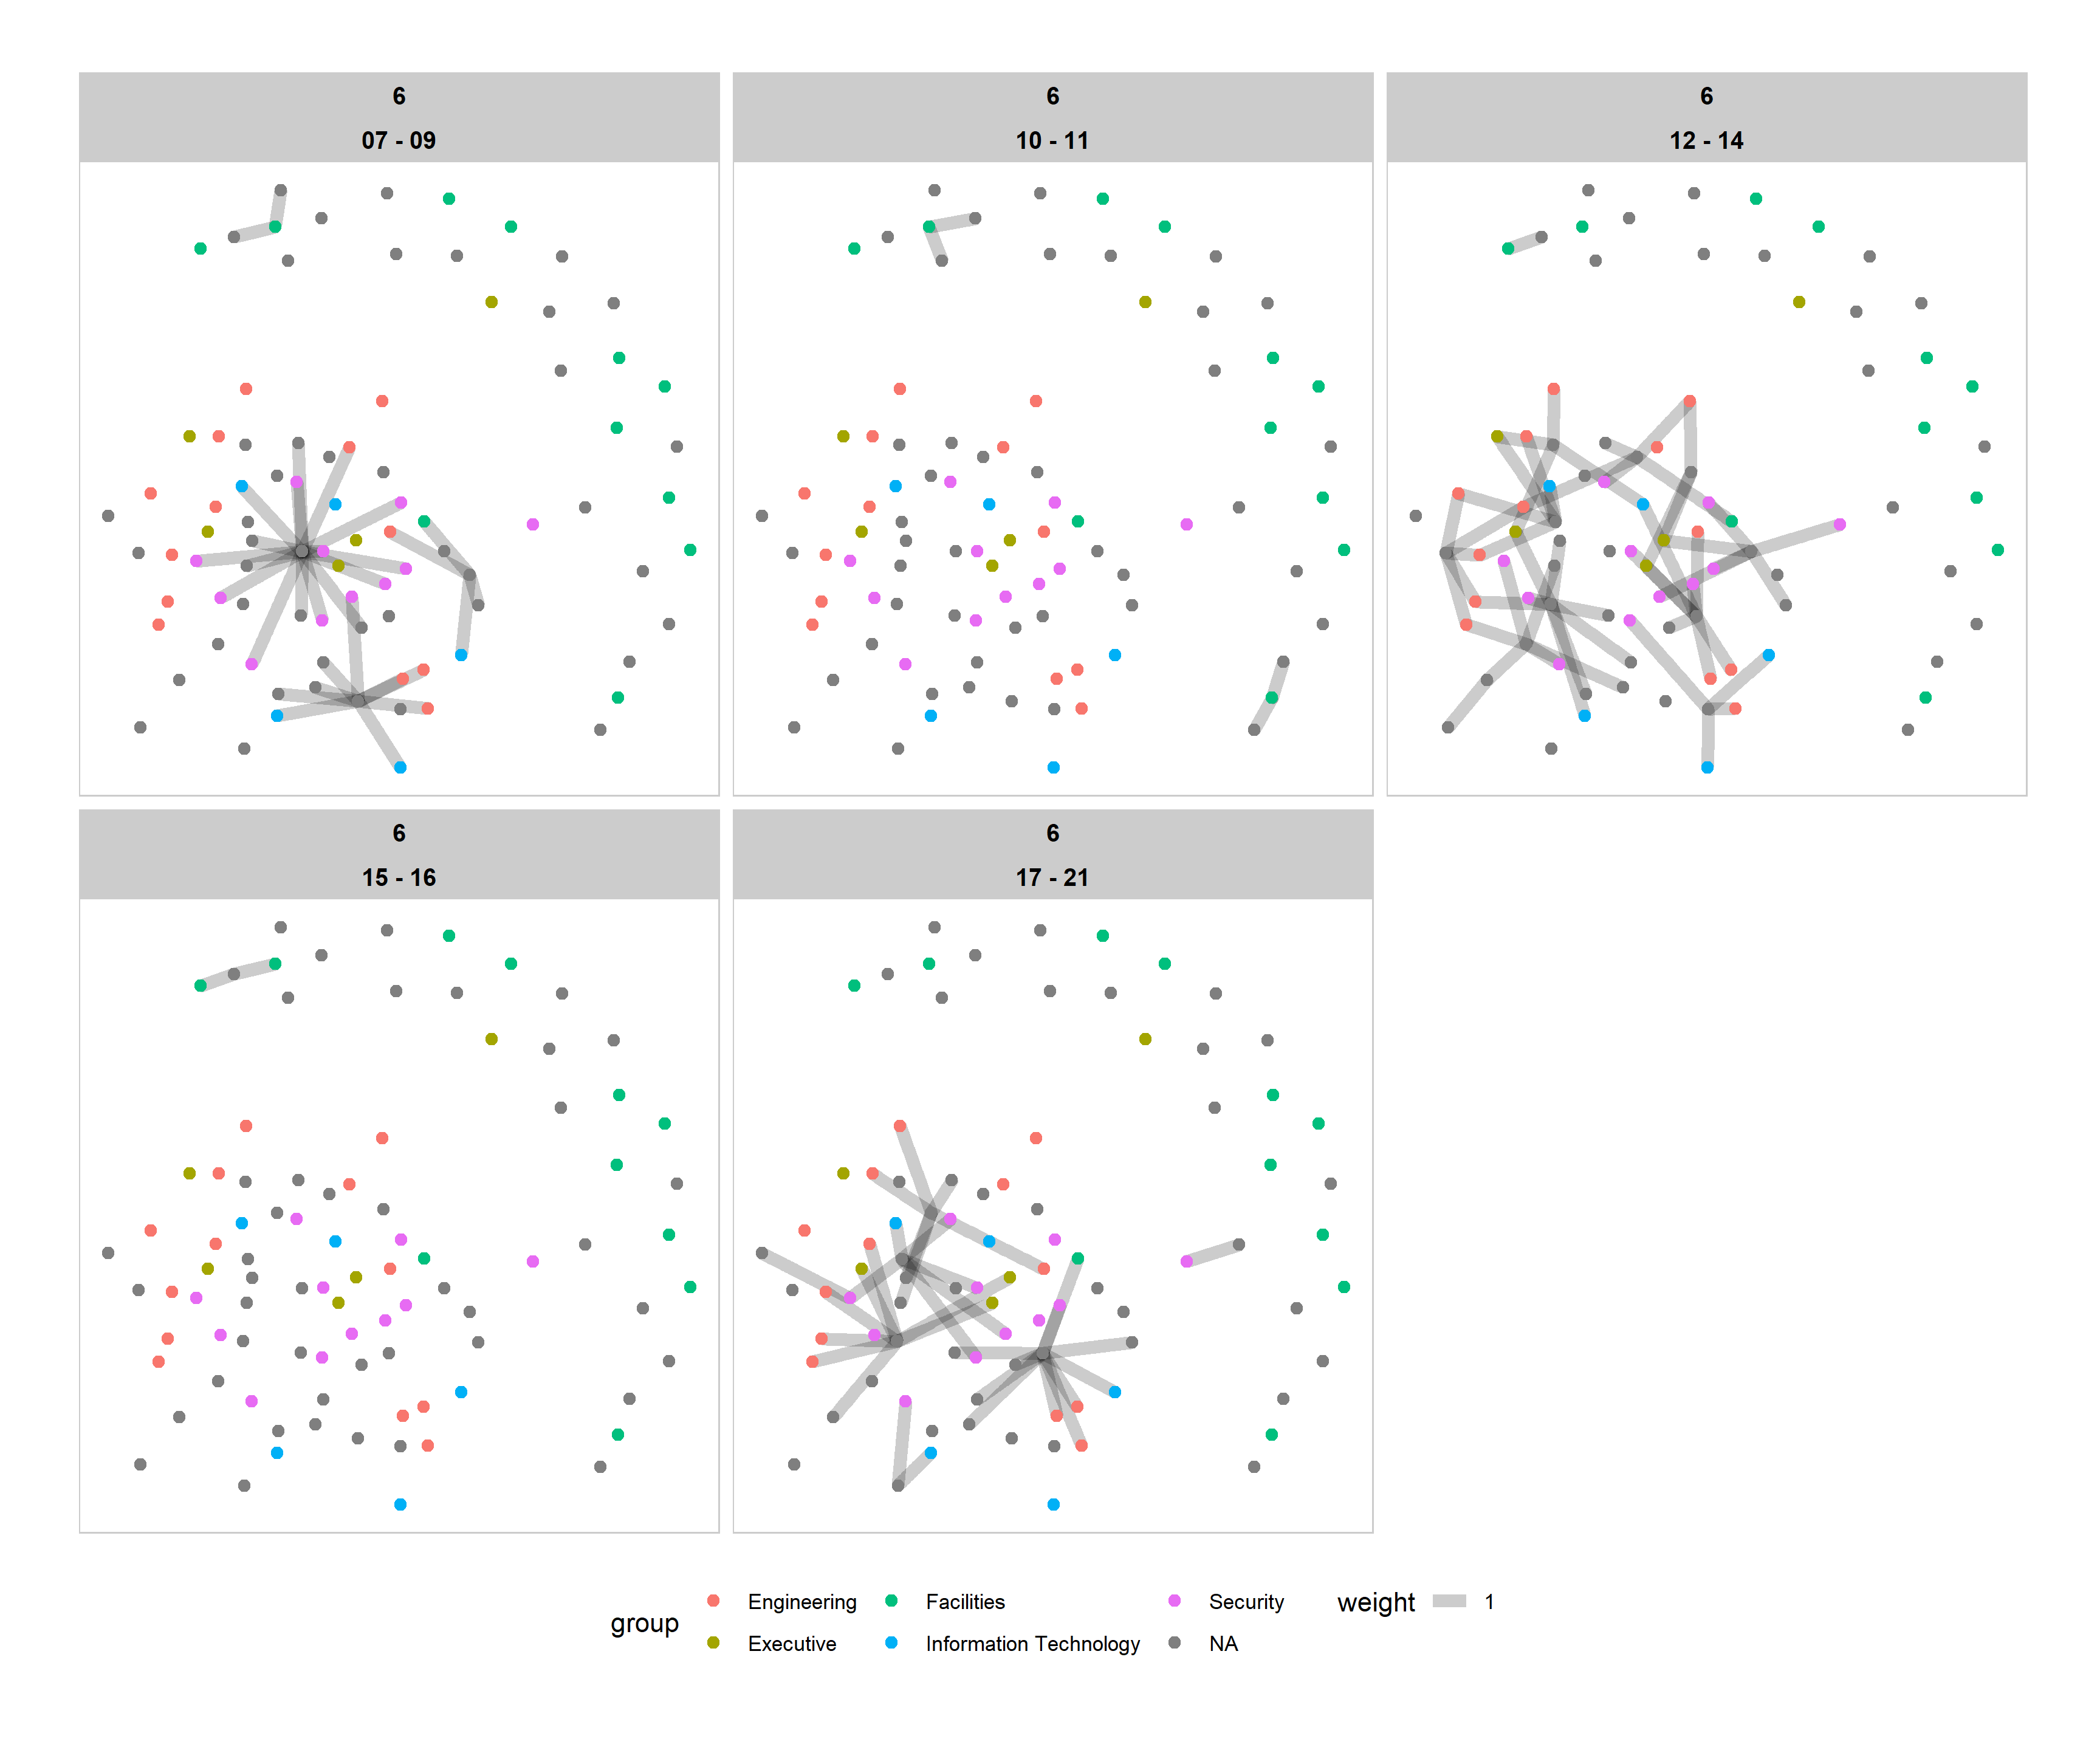 6
07 - 09
6
10 - 11
6
12 - 14
6
15 - 16
6
17 - 21
group
Engineering
Facilities
Security
Executive
Information Technology
NA
weight
1